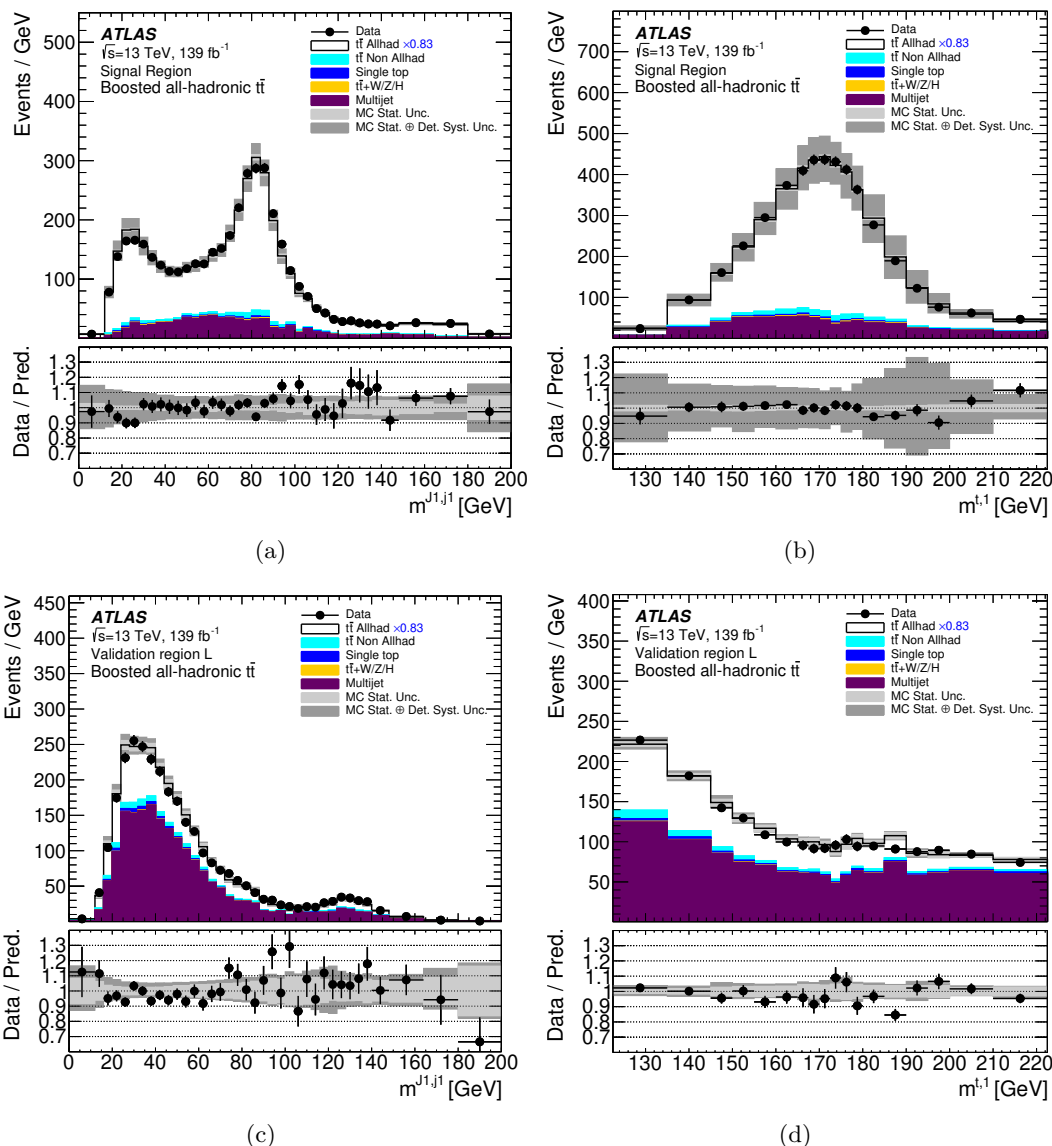 ATLAS
√s=13 TeV, 139 fb⁻¹
Signal Region
Boosted all-hadronic tt̄
Data
tt̄ Allhad ×0.83
tt̄ Non Allhad
Single top
tt̄+W/Z/H
Multijet
MC Stat. Unc.
MC Stat. ⊕ Det. Syst. Unc.
Events / GeV
500
400
300
200
100
Data / Pred.
1.3
1.2
1.1
1
0.9
0.8
0.7
0 20 40 60 80 100 120 140 160 180 200
m^{J1,j1} [GeV]
(a)
ATLAS
√s=13 TeV, 139 fb⁻¹
Signal Region
Boosted all-hadronic tt̄
Data
tt̄ Allhad ×0.83
tt̄ Non Allhad
Single top
tt̄+W/Z/H
Multijet
MC Stat. Unc.
MC Stat. ⊕ Det. Syst. Unc.
Events / GeV
700
600
500
400
300
200
100
Data / Pred.
1.3
1.2
1.1
1
0.9
0.8
0.7
130 140 150 160 170 180 190 200 210 220
m^{t,1} [GeV]
(b)
ATLAS
√s=13 TeV, 139 fb⁻¹
Validation region L
Boosted all-hadronic tt̄
Data
tt̄ Allhad ×0.83
tt̄ Non Allhad
Single top
tt̄+W/Z/H
Multijet
MC Stat. Unc.
MC Stat. ⊕ Det. Syst. Unc.
Events / GeV
450
400
350
300
250
200
150
100
50
Data / Pred.
1.3
1.2
1.1
1
0.9
0.8
0.7
0 20 40 60 80 100 120 140 160 180 200
m^{J1,j1} [GeV]
(c)
ATLAS
√s=13 TeV, 139 fb⁻¹
Validation region L
Boosted all-hadronic tt̄
Data
tt̄ Allhad ×0.83
tt̄ Non Allhad
Single top
tt̄+W/Z/H
Multijet
MC Stat. Unc.
MC Stat. ⊕ Det. Syst. Unc.
Events / GeV
400
350
300
250
200
150
100
50
Data / Pred.
1.3
1.2
1.1
1
0.9
0.8
0.7
130 140 150 160 170 180 190 200 210 220
m^{t,1} [GeV]
(d)